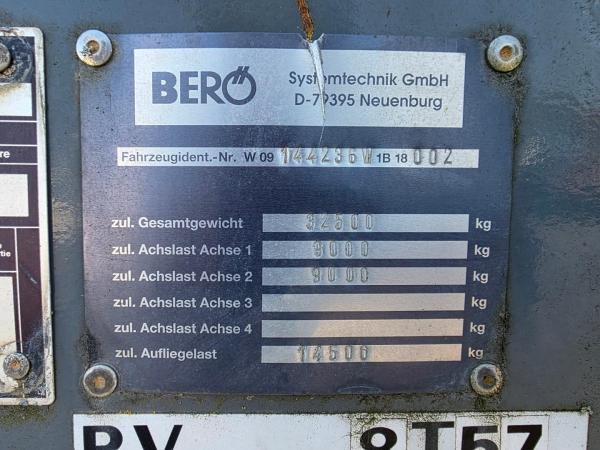 BERÖ
Systemtechnik GmbH
D-79395 Neuenburg
Fahrzeugident.-Nr. W 09 144236W 1B 18 002
zul. Gesamtgewicht 32500 kg
zul. Achslast Achse 1 9000 kg
zul. Achslast Achse 2 9000 kg
zul. Achslast Achse 3 kg
zul. Achslast Achse 4 kg
zul. Aufliegelast 14500 kg
8T57